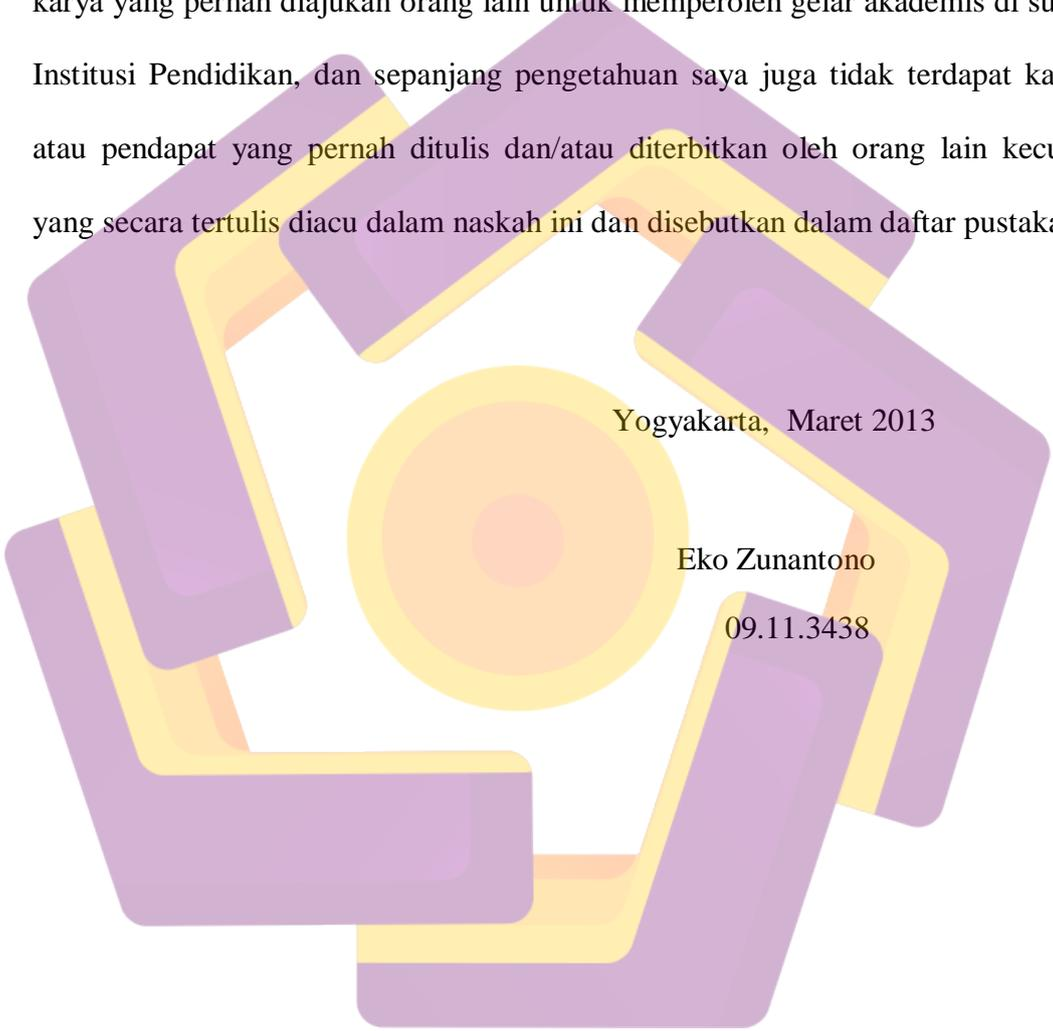 karya yang pernah diajukan orang lain untuk memperoleh gelar akademis di
Institusi Pendidikan, dan sepanjang pengetahuan saya juga tidak terdapat
atau pendapat yang pernah ditulis dan/atau diterbitkan oleh orang lain
yang secara tertulis diacu dalam naskah ini dan disebutkan dalam daftar pustaka
Yogyakarta, Maret 2013
Eko Zunantono
09.11.3438